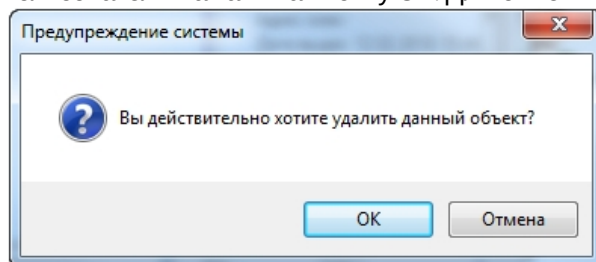 Предупреждение системы
Вы действительно хотите удалить данный объект?
OK
Отмена